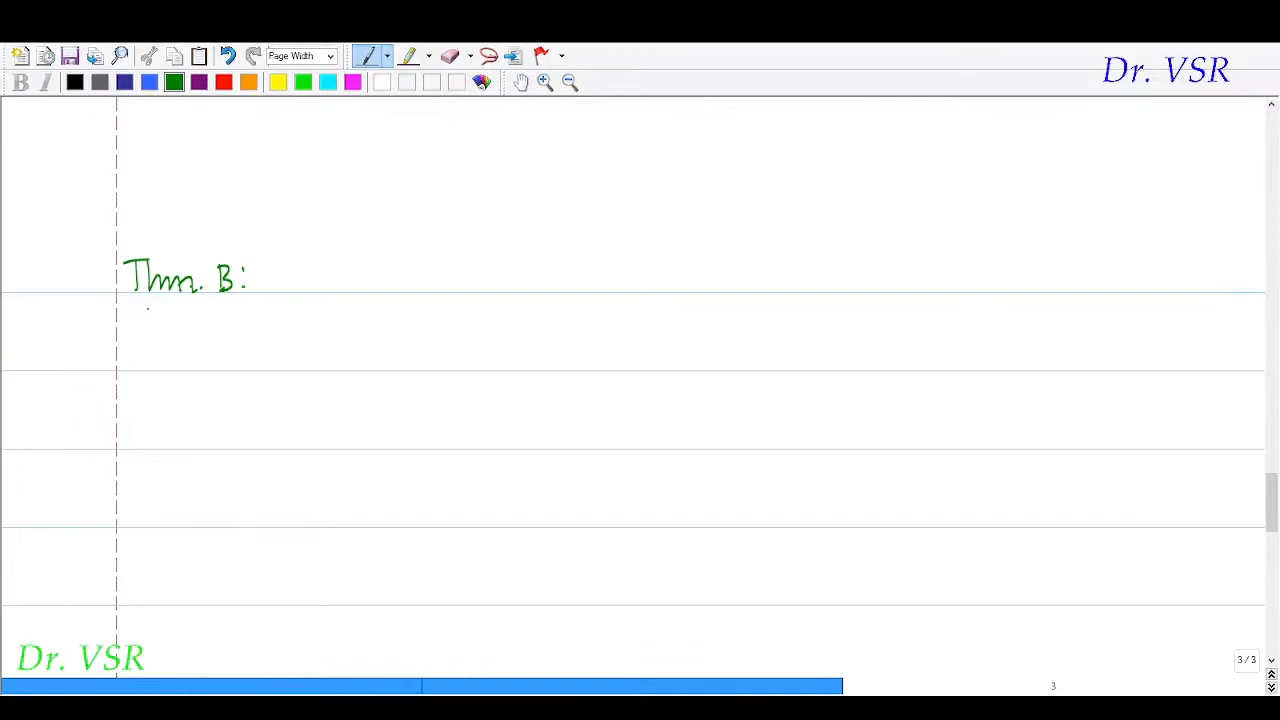 Page Width
Dr. VSR
B I
Thm. B:
Dr. VSR
3/3
3